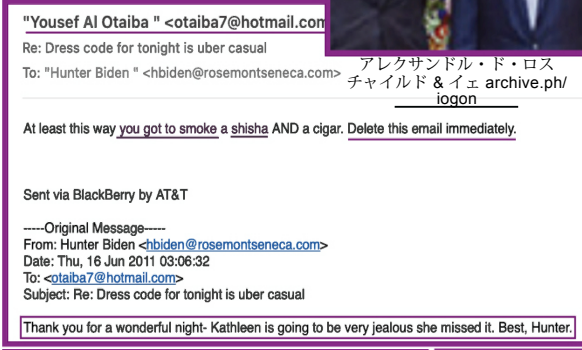 "Yousef Al Otaiba " <otaiba7@hotmail.com
Re: Dress code for tonight is uber casual
To: "Hunter Biden " <hbiden@rosemontseneca.com>
アレクサンドル・ド・ロス
チャイルド & イェ archive.ph/
iogon
At least this way you got to smoke a shisha AND a cigar. Delete this email immediately.
Sent via BlackBerry by AT&T
-----Original Message-----
From: Hunter Biden <hbiden@rosemontseneca.com>
Date: Thu, 16 Jun 2011 03:06:32
To: <otaiba7@hotmail.com>
Subject: Re: Dress code for tonight is uber casual
Thank you for a wonderful night- Kathleen is going to be very jealous she missed it. Best, Hunter.